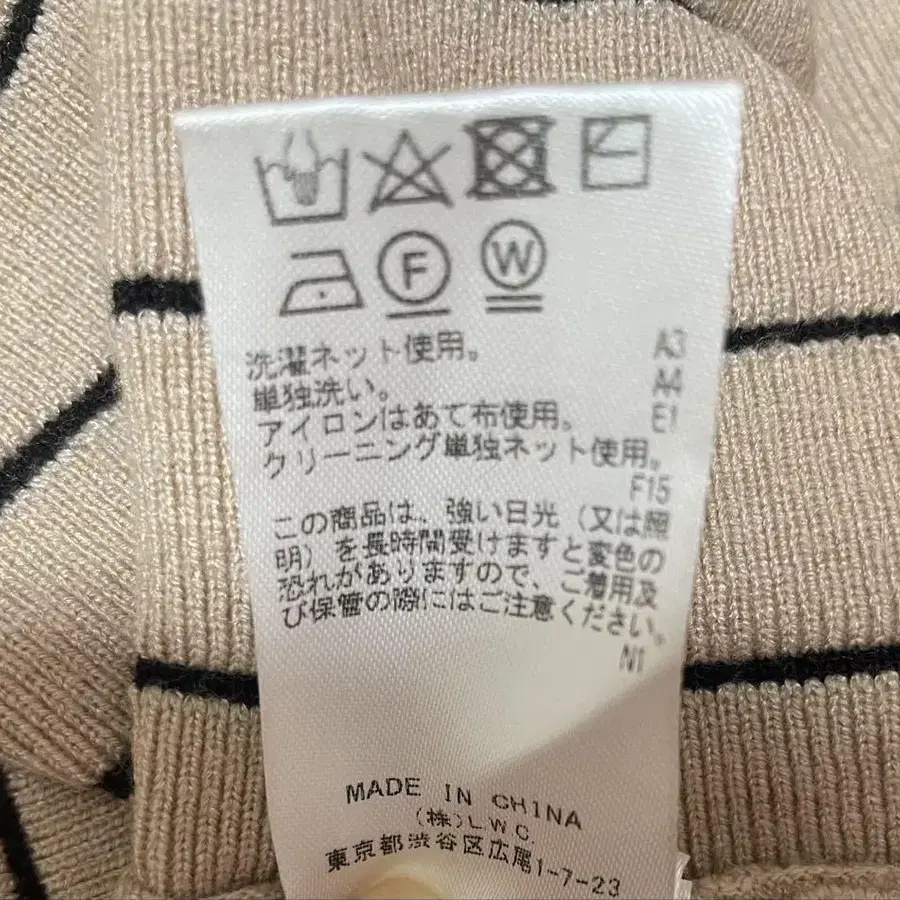 F W
洗濯ネット使用。 A3
単独洗い。 A4
アイロンはあて布使用。 E1
クリーニング単独ネット使用。
F15
この商品は、強い日光（又は照
明）を長時間受けますと変色の
恐れがありますので、ご着用及
び保管の際にはご注意ください。
N1
MADE IN CHINA
(株)LWC
東京都渋谷区広尾1-7-23